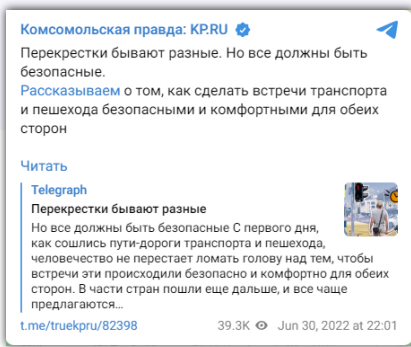 Комсомольская правда: KP.RU
Перекрестки бывают разные. Но все должны быть
безопасные.
Рассказываем о том, как сделать встречи транспорта
и пешехода безопасными и комфортными для обеих
сторон
Читать
Telegraph
Перекрестки бывают разные
Но все должны быть безопасные С первого дня,
как сошлись пути-дороги транспорта и пешехода,
человечество не перестает ломать голову над тем, чтобы
встречи эти происходили безопасно и комфортно для обеих
сторон. В части стран пошли еще дальше, и все чаще
предлагаются...
t.me/truekpru/82398 39.3K Jun 30, 2022 at 22:01